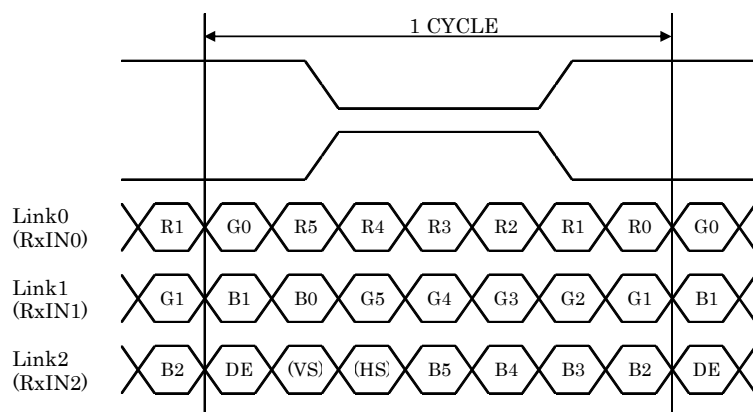 1 CYCLE
Link0
(RxIN0)
R1 G0 R5 R4 R3 R2 R1 R0 G0
Link1
(RxIN1)
G1 B1 B0 G5 G4 G3 G2 G1 B1
Link2
(RxIN2)
B2 DE (VS) (HS) B5 B4 B3 B2 DE